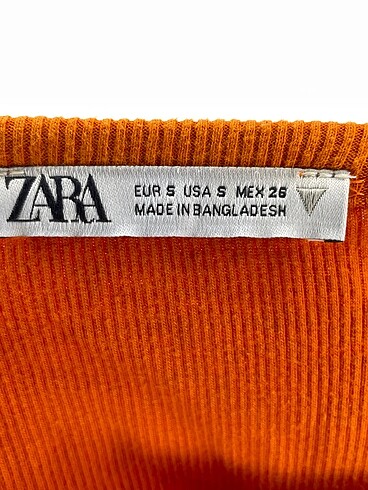 ZARA
EUR S USA S MEX 26
MADE IN BANGLADESH